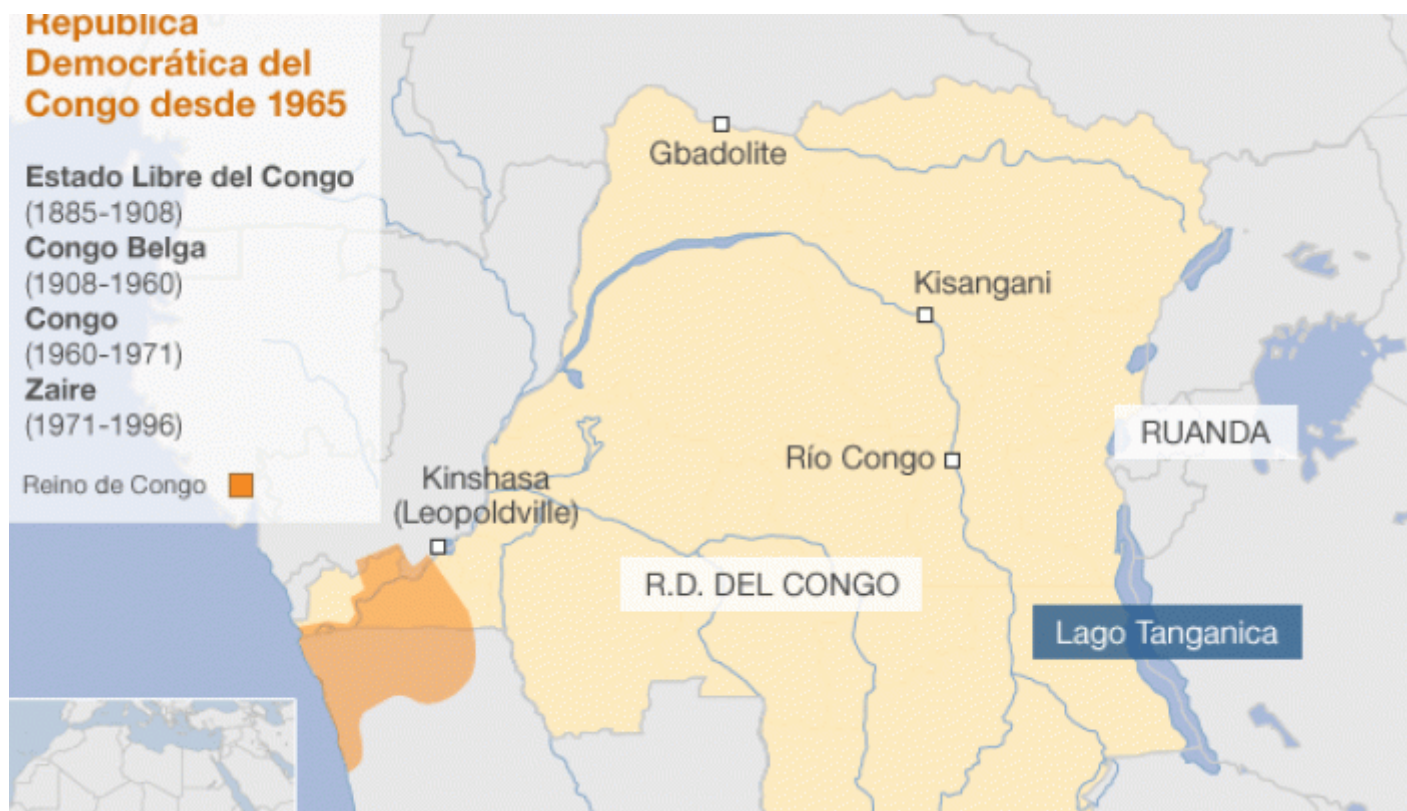 República
Democrática del
Congo desde 1965
Estado Libre del Congo
(1885-1908)
Congo Belga
(1908-1960)
Congo
(1960-1971)
Zaire
(1971-1996)
Reino de Congo
Gbadolite
Kisangani
RUANDA
Río Congo
Kinshasa
(Leopoldville)
R.D. DEL CONGO
Lago Tanganica